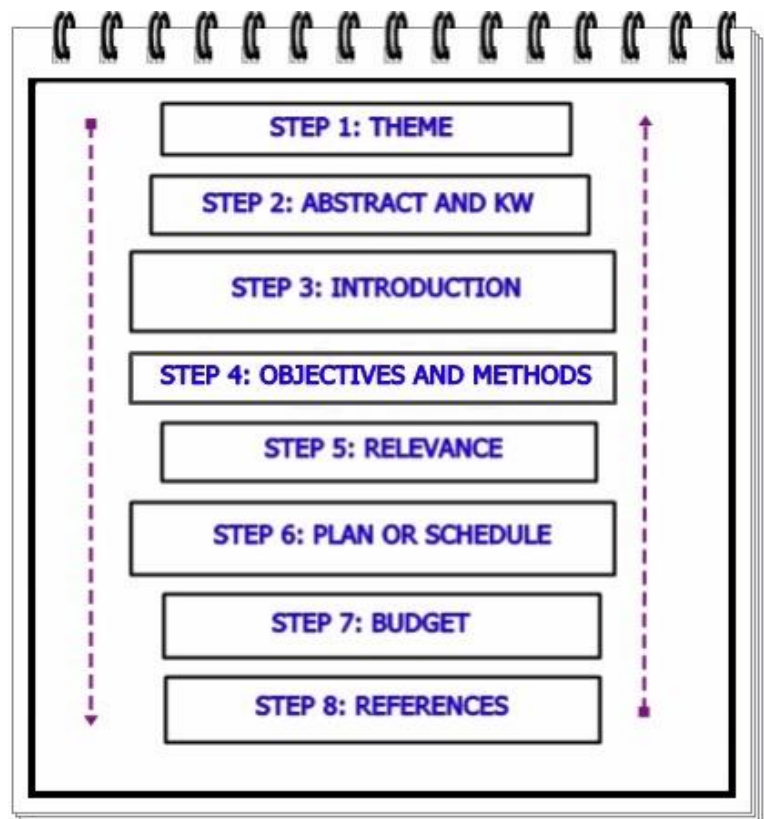 STEP 1: THEME
STEP 2: ABSTRACT AND KW
STEP 3: INTRODUCTION
STEP 4: OBJECTIVES AND METHODS
STEP 5: RELEVANCE
STEP 6: PLAN OR SCHEDULE
STEP 7: BUDGET
STEP 8: REFERENCES